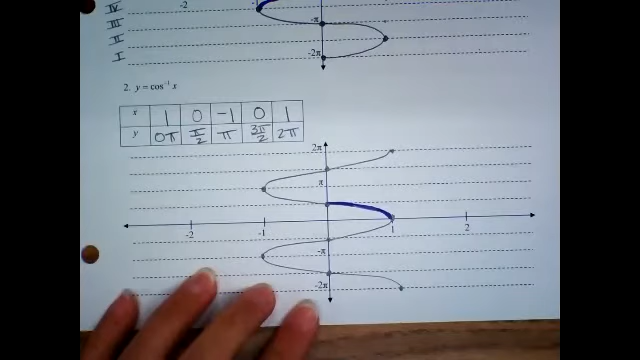 IV -2 -1
III -π
II
I -2π
2. y = cos⁻¹ x
x 1 0 -1 0 1
y 0π π/2 π 3π/2 2π
2π
π
-2 -1 1 2
-π
-2π